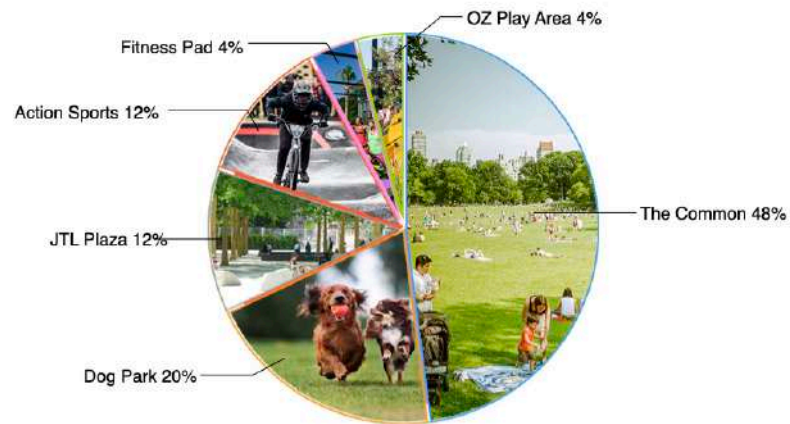 OZ Play Area 4%
Fitness Pad 4%
Action Sports 12%
The Common 48%
JTL Plaza 12%
Dog Park 20%